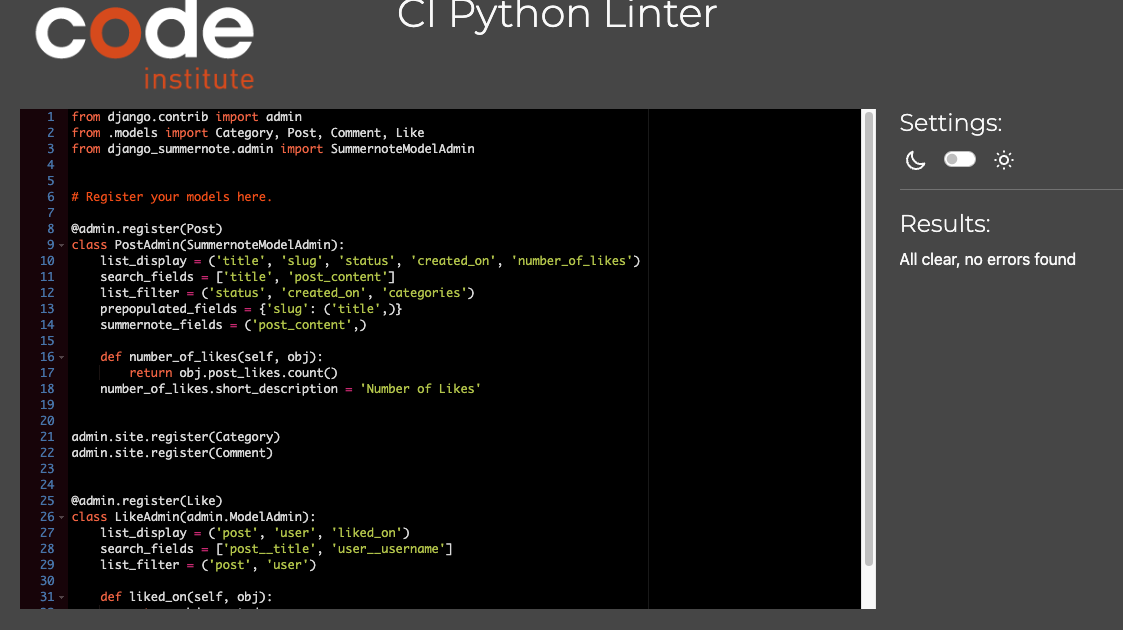 code
institute
CI Python Linter
1 from django.contrib import admin
2 from .models import Category, Post, Comment, Like
3 from django_summernote.admin import SummernoteModelAdmin
4
5
6 # Register your models here.
7
8 @admin.register(Post)
9 class PostAdmin(SummernoteModelAdmin):
10     list_display = ('title', 'slug', 'status', 'created_on', 'number_of_likes')
11     search_fields = ['title', 'post_content']
12     list_filter = ('status', 'created_on', 'categories')
13     prepopulated_fields = {'slug': ('title',)}
14     summernote_fields = ('post_content',)
15
16     def number_of_likes(self, obj):
17         return obj.post_likes.count()
18     number_of_likes.short_description = 'Number of Likes'
19
20
21 admin.site.register(Category)
22 admin.site.register(Comment)
23
24
25 @admin.register(Like)
26 class LikeAdmin(admin.ModelAdmin):
27     list_display = ('post', 'user', 'liked_on')
28     search_fields = ['post__title', 'user__username']
29     list_filter = ('post', 'user')
30
31     def liked_on(self, obj):
Settings:
Results:
All clear, no errors found